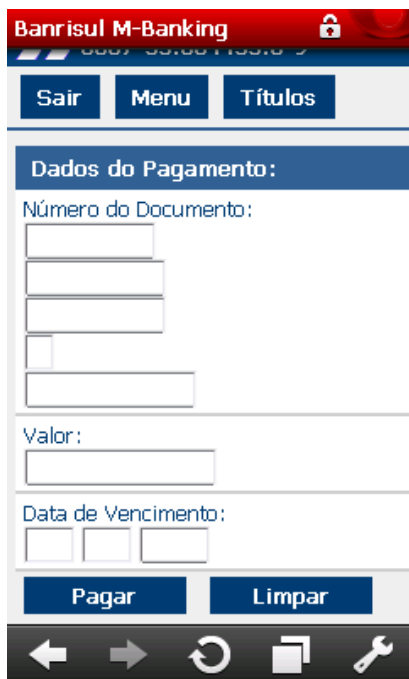 Banrisul M-Banking
Sair Menu Títulos
Dados do Pagamento:
Número do Documento:
Valor:
Data de Vencimento:
Pagar Limpar